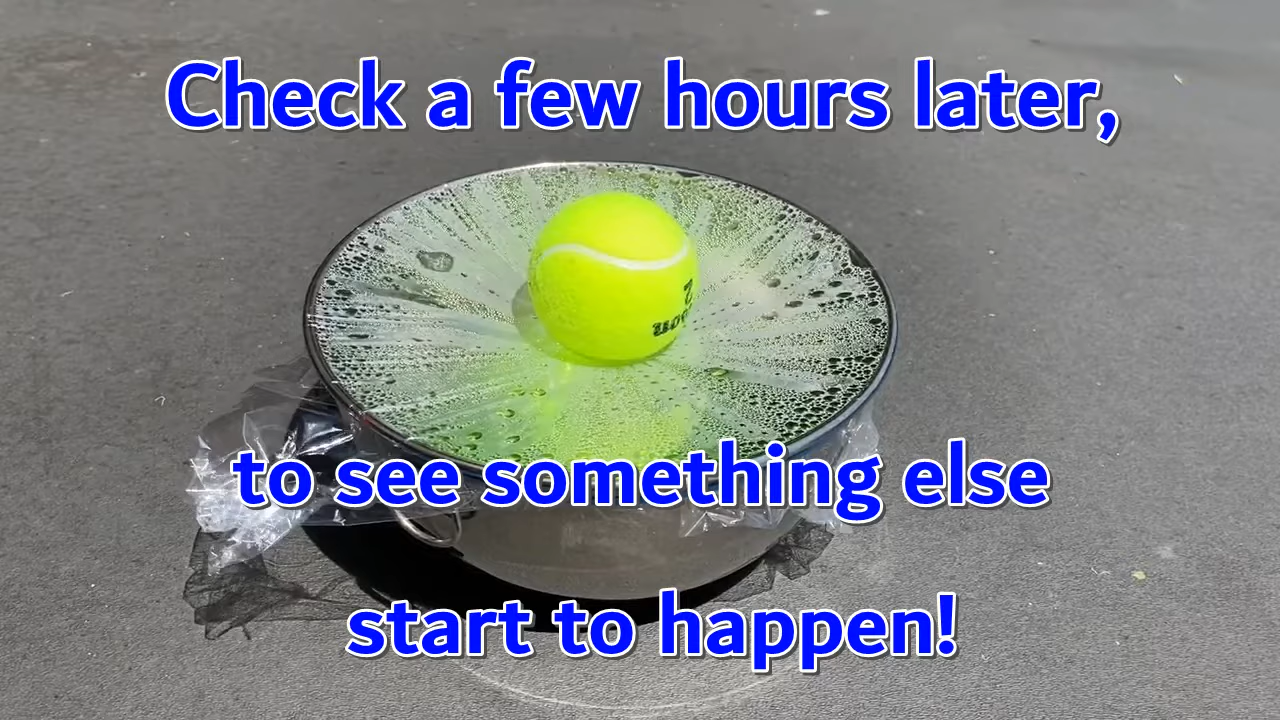 Check a few hours later,
to see something else
start to happen!